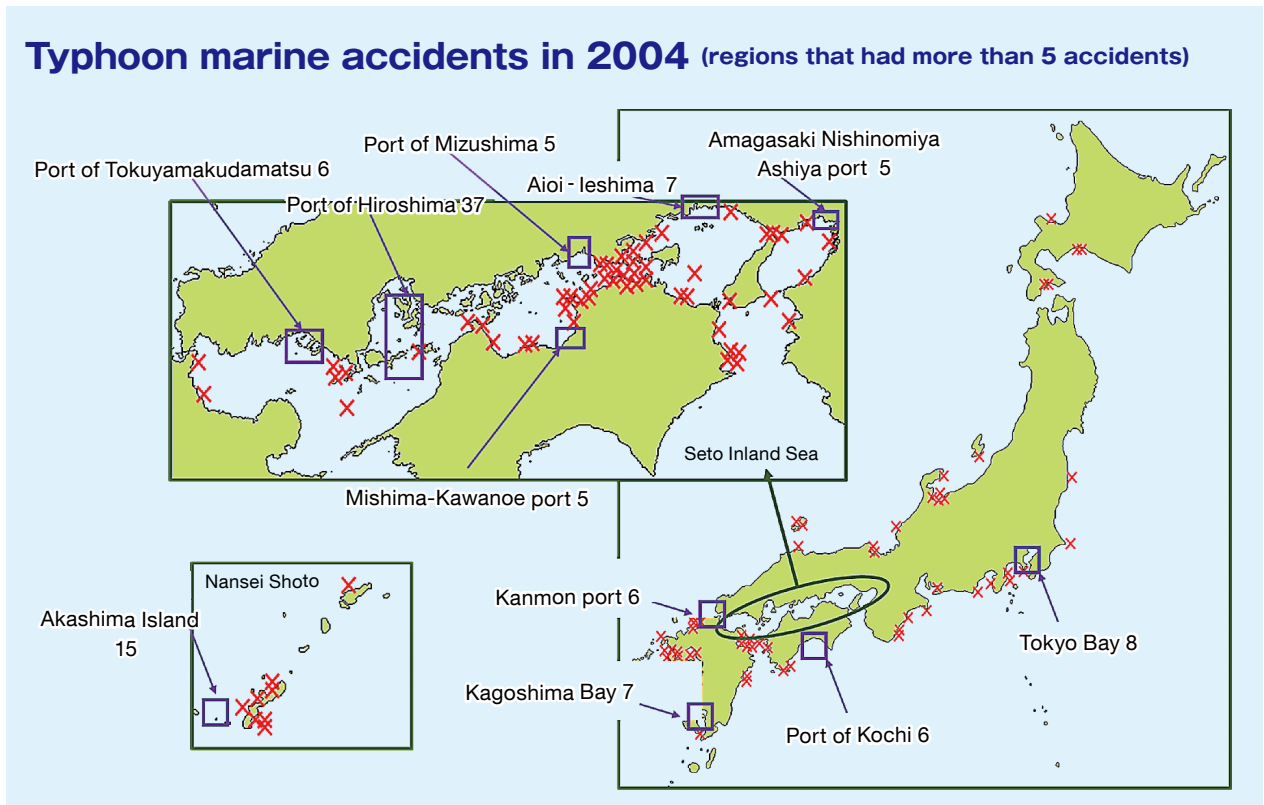 Typhoon marine accidents in 2004 (regions that had more than 5 accidents)
Port of Mizushima 5
Amagasaki Nishinomiya
Ashiya port 5
Port of Tokuyamakudamatsu 6
Aioi-Ieshima 7
Port of Hiroshima 37
Seto Inland Sea
Mishima-Kawanoe port 5
Nansei Shoto
Akashima Island
15
Kanmon port 6
Tokyo Bay 8
Kagoshima Bay 7
Port of Kochi 6